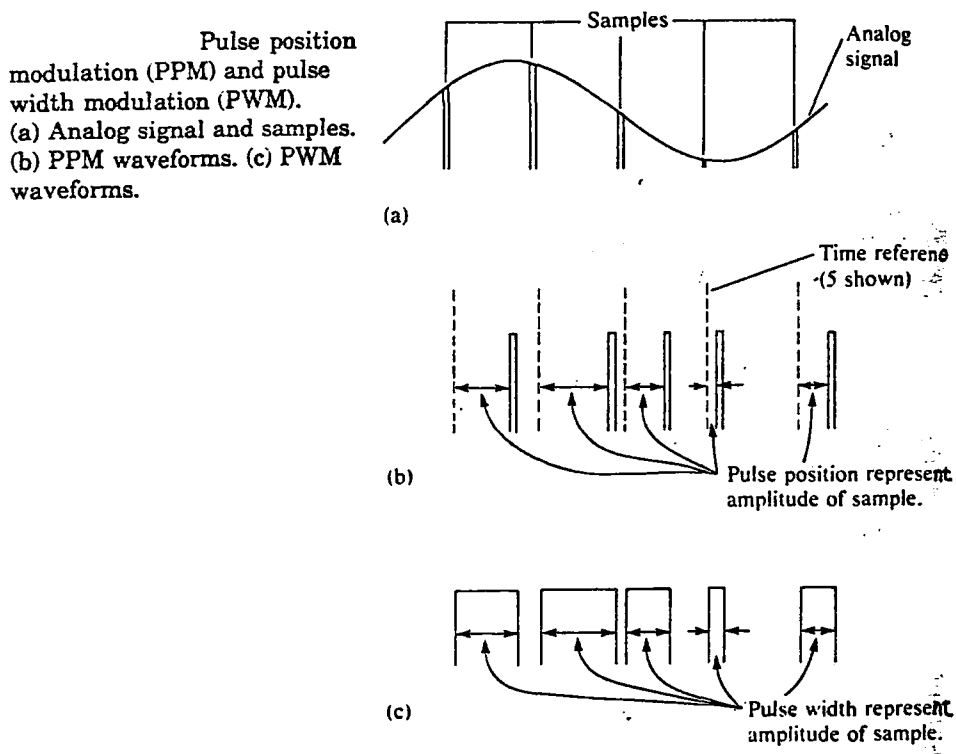 Pulse position
modulation (PPM) and pulse
width modulation (PWM).
(a) Analog signal and samples.
(b) PPM waveforms. (c) PWM
waveforms.
Samples
Analog
signal
(a)
Time referenc
(5 shown)
(b)
Pulse position represent
amplitude of sample.
(c)
Pulse width represent
amplitude of sample.